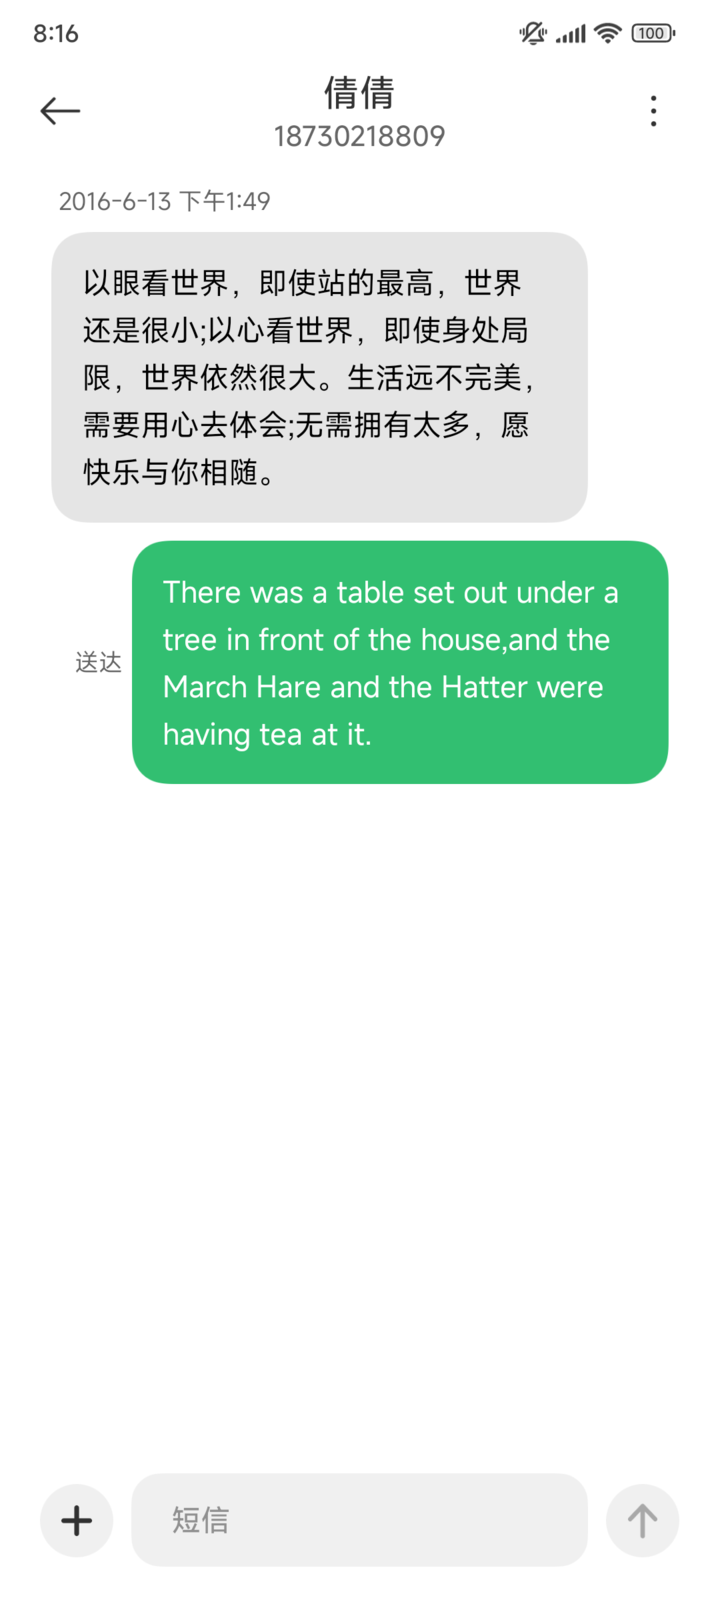 8:16
100
倩倩
18730218809
2016-6-13 下午1:49
以眼看世界，即使站的最高，世界
还是很小;以心看世界，即使身处局
限，世界依然很大。生活远不完美，
需要用心去体会;无需拥有太多，愿
快乐与你相随。
There was a table set out under a
tree in front of the house,and the
March Hare and the Hatter were
having tea at it.
送达
短信